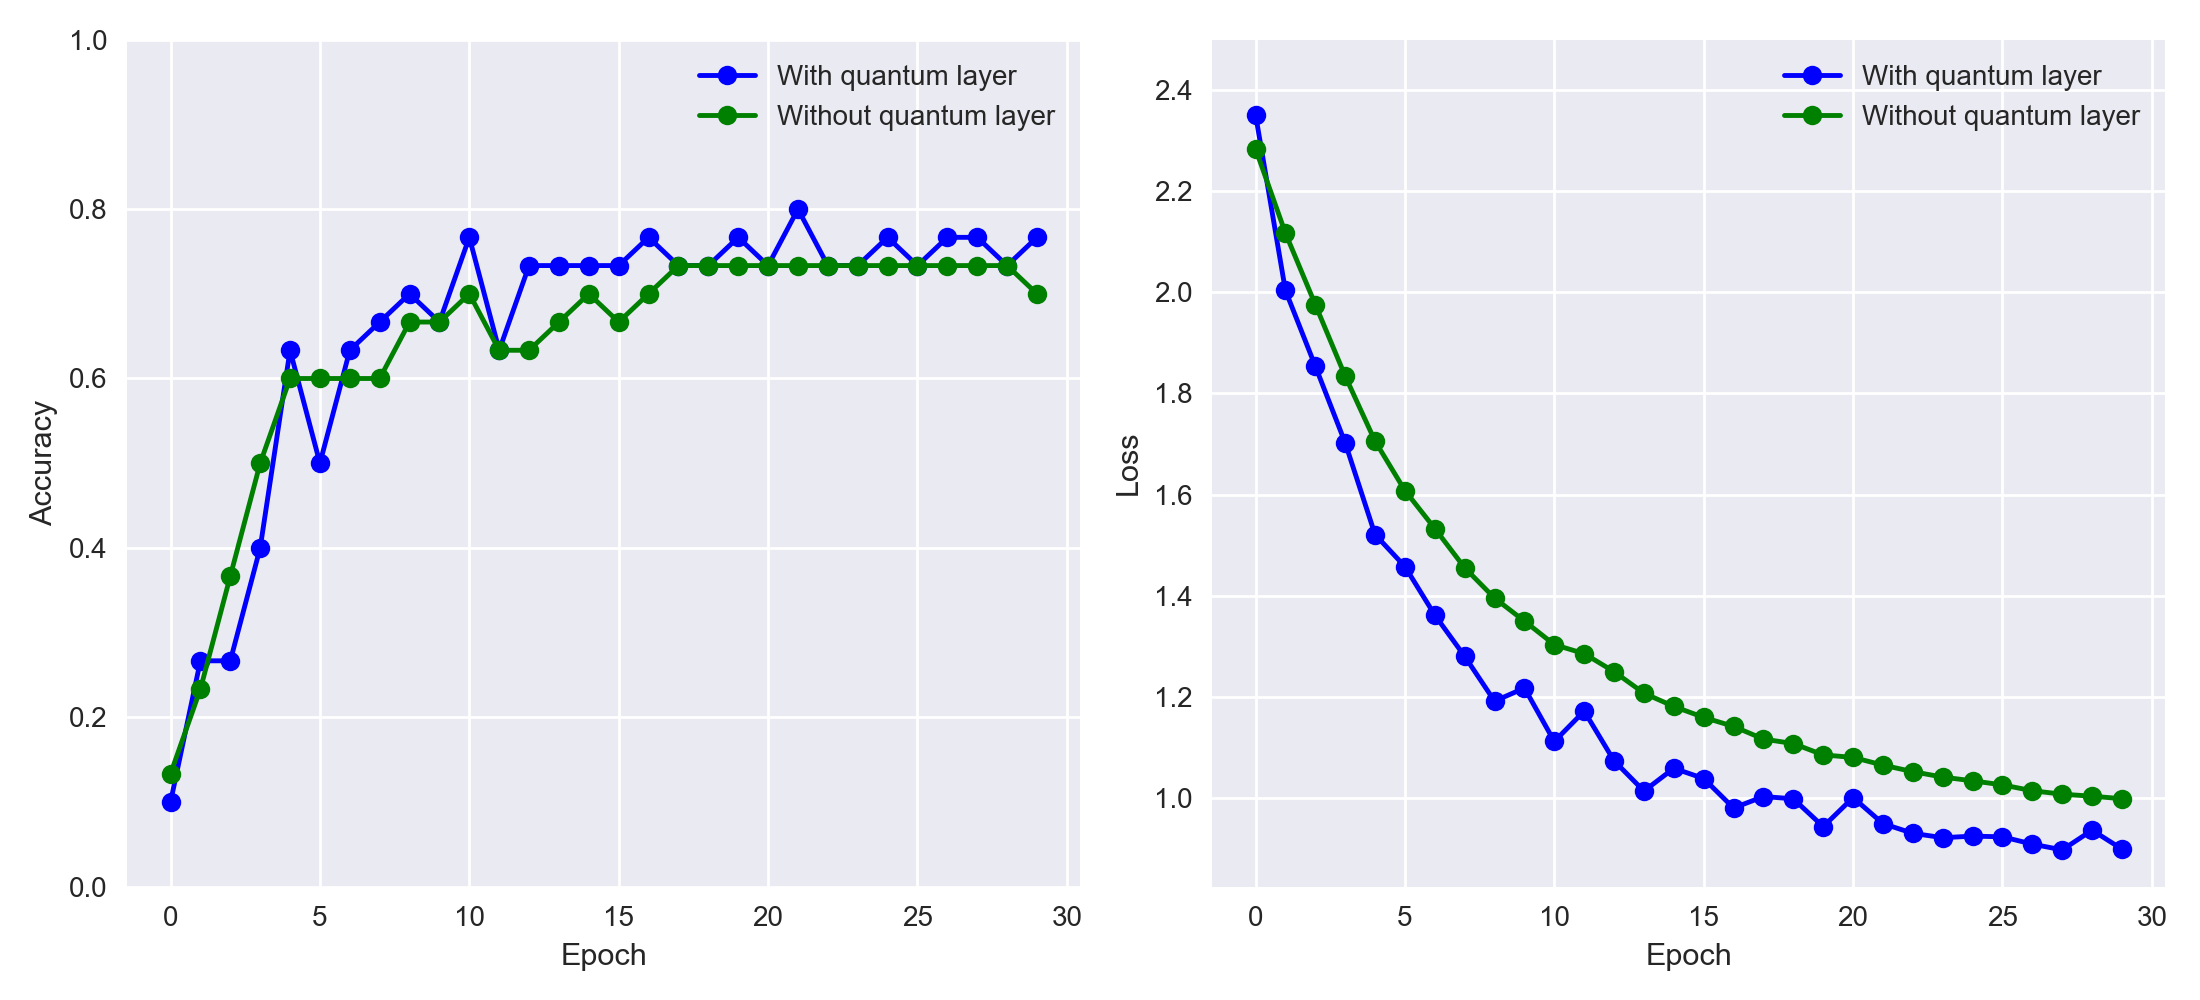 With quantum layer
Without quantum layer
1.0
0.8
0.6
0.4
0.2
0.0
Accuracy
0 5 10 15 20 25 30
Epoch
With quantum layer
Without quantum layer
2.4
2.2
2.0
1.8
1.6
1.4
1.2
1.0
Loss
0 5 10 15 20 25 30
Epoch